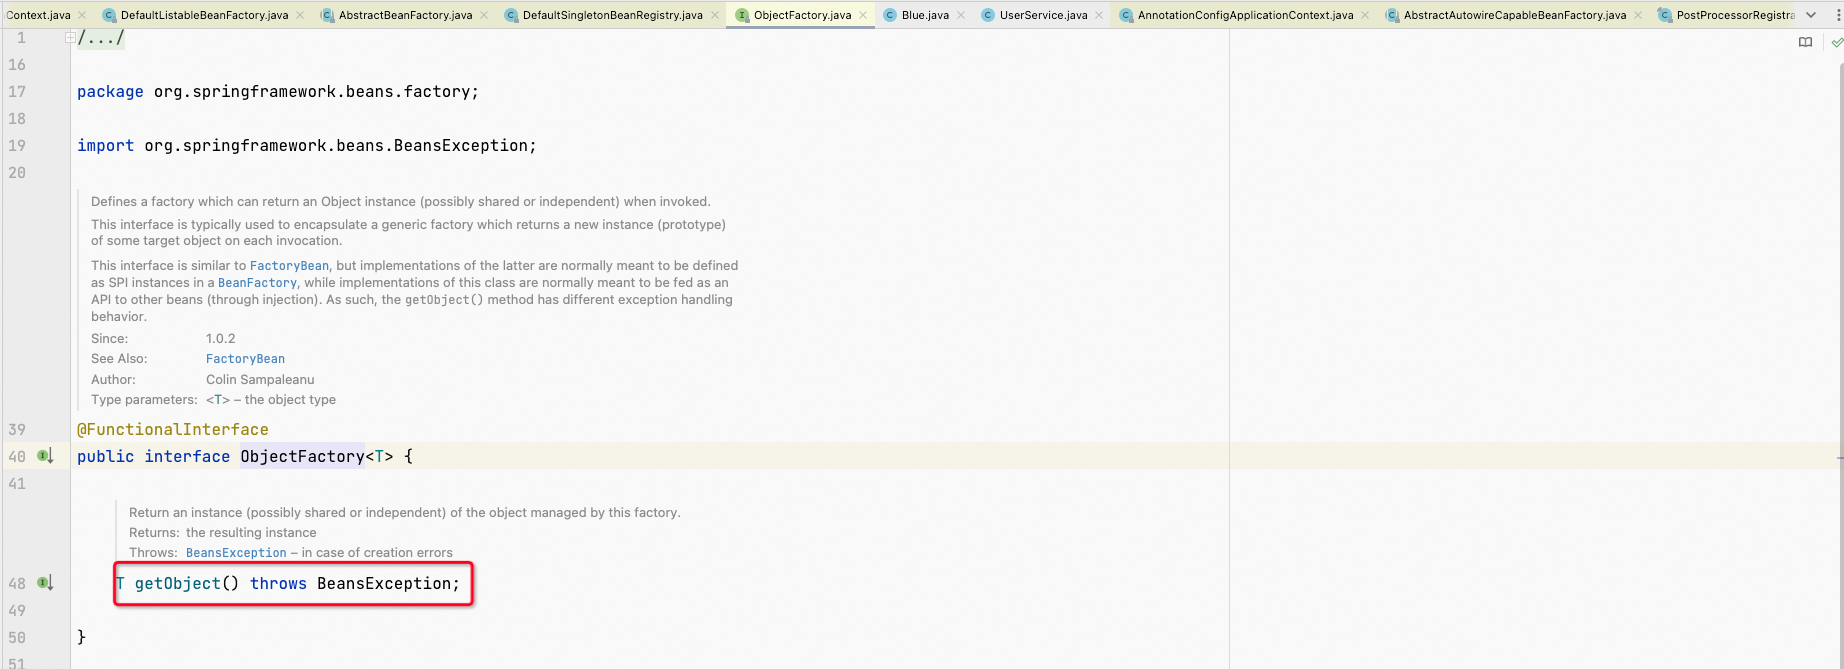 Context.java
DefaultListableBeanFactory.java
AbstractBeanFactory.java
DefaultSingletonBeanRegistry.java
ObjectFactory.java
Blue.java
UserService.java
AnnotationConfigApplicationContext.java
AbstractAutowireCapableBeanFactory.java
PostProcessorRegistra
1 /.../
16
17 package org.springframework.beans.factory;
18
19 import org.springframework.beans.BeansException;
20
Defines a factory which can return an Object instance (possibly shared or independent) when invoked.
This interface is typically used to encapsulate a generic factory which returns a new instance (prototype)
of some target object on each invocation.
This interface is similar to FactoryBean, but implementations of the latter are normally meant to be defined
as SPI instances in a BeanFactory, while implementations of this class are normally meant to be fed as an
API to other beans (through injection). As such, the getObject() method has different exception handling
behavior.
Since: 1.0.2
See Also: FactoryBean
Author: Colin Sampaleanu
Type parameters: <T> – the object type
39 @FunctionalInterface
40 public interface ObjectFactory<T> {
41
Return an instance (possibly shared or independent) of the object managed by this factory.
Returns: the resulting instance
Throws: BeansException – in case of creation errors
48 T getObject() throws BeansException;
49
50 }
51